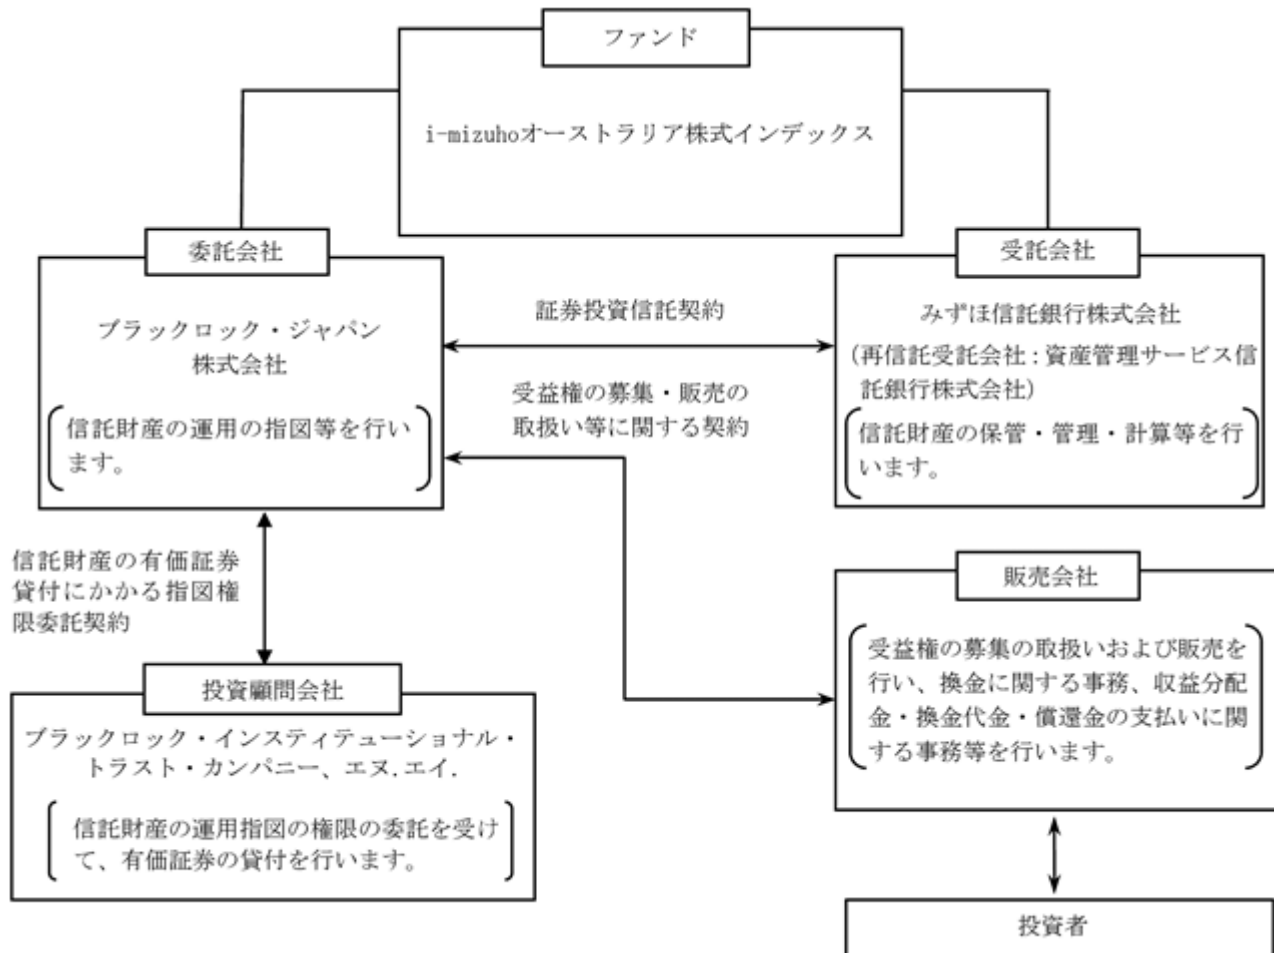 ファンド
i-mizuhoオーストラリア株式インデックス
委託会社
ブラックロック・ジャパン
株式会社
信託財産の運用の指図等を行い
ます。
証券投資信託契約
受益権の募集・販売の
取扱い等に関する契約
受託会社
みずほ信託銀行株式会社
(再信託受託会社:資産管理サービス信
託銀行株式会社)
信託財産の保管・管理・計算等を行
います。
信託財産の有価証券
貸付にかかる指図権
限委託契約
投資顧問会社
ブラックロック・インスティテューショナル・
トラスト・カンパニー、エヌ.エイ.
信託財産の運用指図の権限の委託を受け
て、有価証券の貸付を行います。
販売会社
受益権の募集の取扱いおよび販売を
行い、換金に関する事務、収益分配
金・換金代金・償還金の支払いに関
する事務等を行います。
投資者